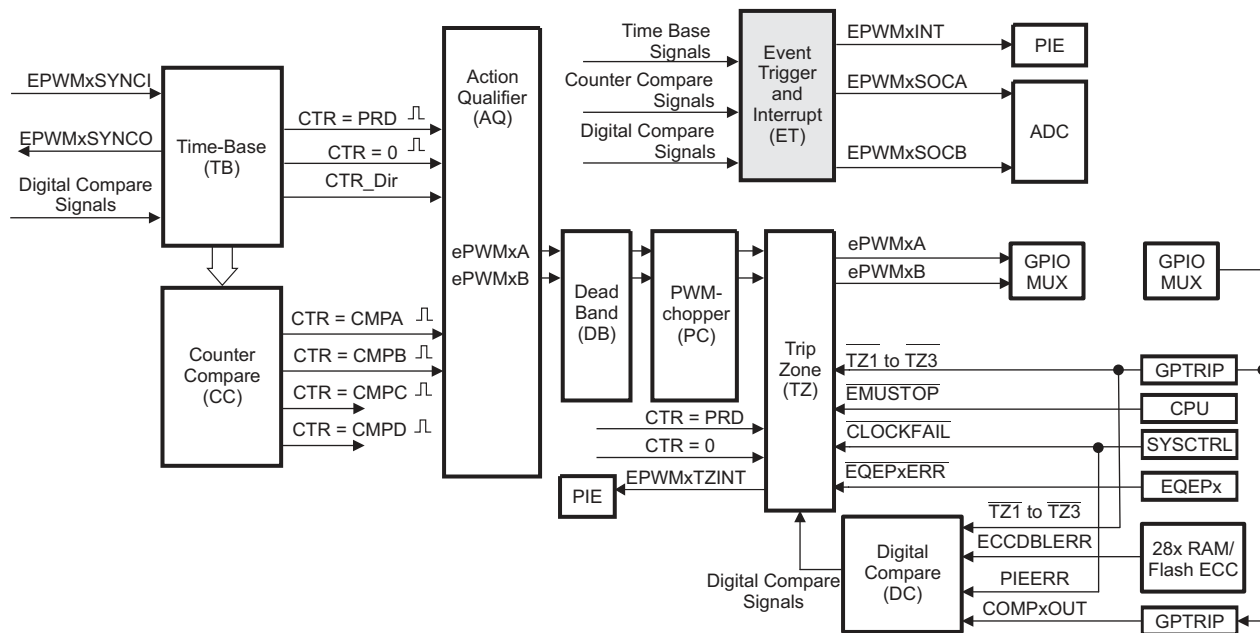 EPWMxSYNCI
EPWMxSYNCO
Digital Compare
Signals
Time-Base
(TB)
CTR = PRD
CTR = 0
CTR_Dir
Counter
Compare
(CC)
CTR = CMPA
CTR = CMPB
CTR = CMPC
CTR = CMPD
Action
Qualifier
(AQ)
ePWMxA
ePWMxB
Time Base
Signals
Counter Compare
Signals
Digital Compare
Signals
Event
Trigger
and
Interrupt
(ET)
EPWMxINT
EPWMxSOCA
EPWMxSOCB
PIE
ADC
Dead
Band
(DB)
PWM-
chopper
(PC)
Trip
Zone
(TZ)
CTR = PRD
CTR = 0
EPWMxTZINT
PIE
ePWMxA
ePWMxB
GPIO
MUX
GPIO
MUX
TZ1 to TZ3
GPTRIP
EMUSTOP
CPU
CLOCKFAIL
SYSCTRL
EQEPxERR
EQEPx
Digital Compare
Signals
Digital
Compare
(DC)
TZ1 to TZ3
ECCDBLERR
28x RAM/
Flash ECC
PIEERR
COMPxOUT
GPTRIP